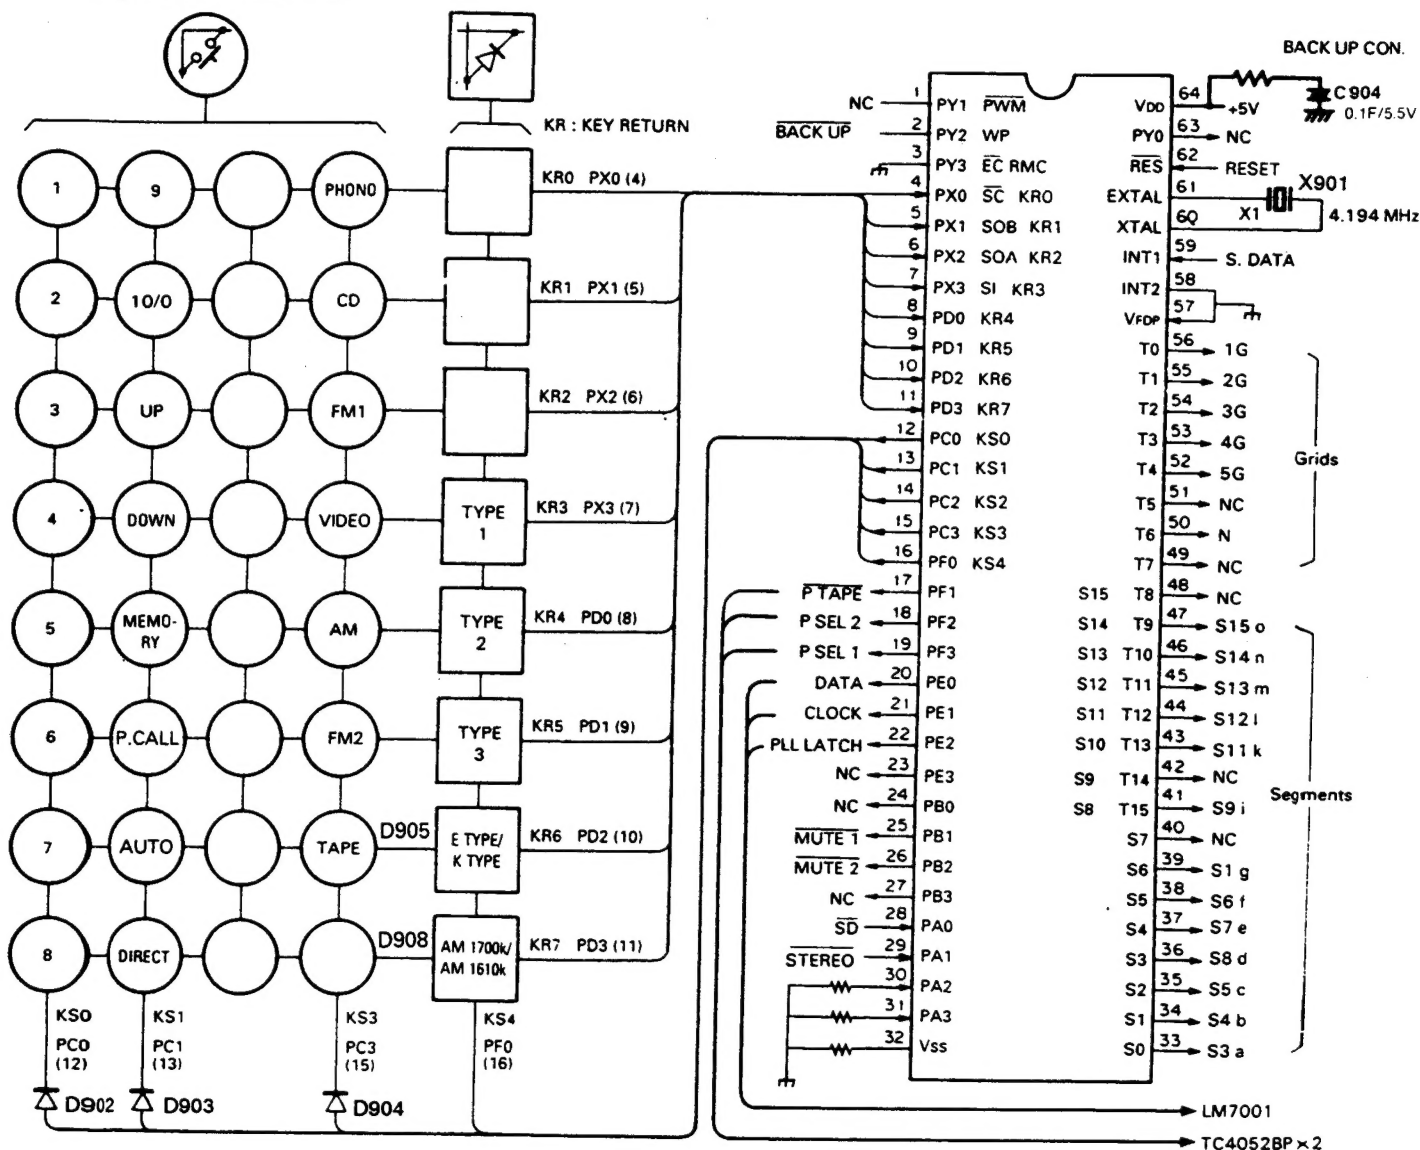 BACK UP CON.
C904
0.1F/5.5V
KR : KEY RETURN
1 9 PHONO KR0 PX0 (4)
2 10/0 CD KR1 PX1 (5)
3 UP FM1 KR2 PX2 (6)
4 DOWN VIDEO TYPE 1 KR3 PX3 (7)
5 MEMO-RY AM TYPE 2 KR4 PD0 (8)
6 P.CALL FM2 TYPE 3 KR5 PD1 (9)
7 AUTO TAPE D905 E TYPE/ K TYPE KR6 PD2 (10)
8 DIRECT D908 AM 1700k/ AM 1610k KR7 PD3 (11)
KS0 KS1 KS3 KS4
PC0 PC1 PC3 PF0
(12) (13) (15) (16)
D902 D903 D904
NC 1 PY1 PWM
BACK UP 2 PY2 WP
3 PY3 EC RMC
4 PX0 SC KR0
5 PX1 SOB KR1
6 PX2 SOA KR2
7 PX3 SI KR3
8 PD0 KR4
9 PD1 KR5
10 PD2 KR6
11 PD3 KR7
12 PC0 KS0
13 PC1 KS1
14 PC2 KS2
15 PC3 KS3
16 PF0 KS4
P TAPE 17 PF1
P SEL 2 18 PF2
P SEL 1 19 PF3
DATA 20 PE0
CLOCK 21 PE1
PLL LATCH 22 PE2
NC 23 PE3
NC 24 PB0
MUTE 1 25 PB1
MUTE 2 26 PB2
NC 27 PB3
SD 28 PA0
STEREO 29 PA1
30 PA2
31 PA3
32 Vss
VDD 64 +5V
PY0 63 NC
RES 62 RESET
EXTAL 61 X1 X901
XTAL 60 4.194 MHz
INT1 59 S. DATA
INT2 58
VFDP 57
T0 56 1G
T1 55 2G
T2 54 3G
T3 53 4G
T4 52 5G
T5 51 NC
T6 50 N
T7 49 NC
Grids
S15 T8 48 NC
S14 T9 47 S15 o
S13 T10 46 S14 n
S12 T11 45 S13 m
S11 T12 44 S12 l
S10 T13 43 S11 k
S9 T14 42 NC
S8 T15 41 S9 i
S7 40 NC
S6 39 S1 g
S5 38 S6 f
S4 37 S7 e
S3 36 S8 d
S2 35 S5 c
S1 34 S4 b
S0 33 S3 a
Segments
LM7001
TC4052BP × 2